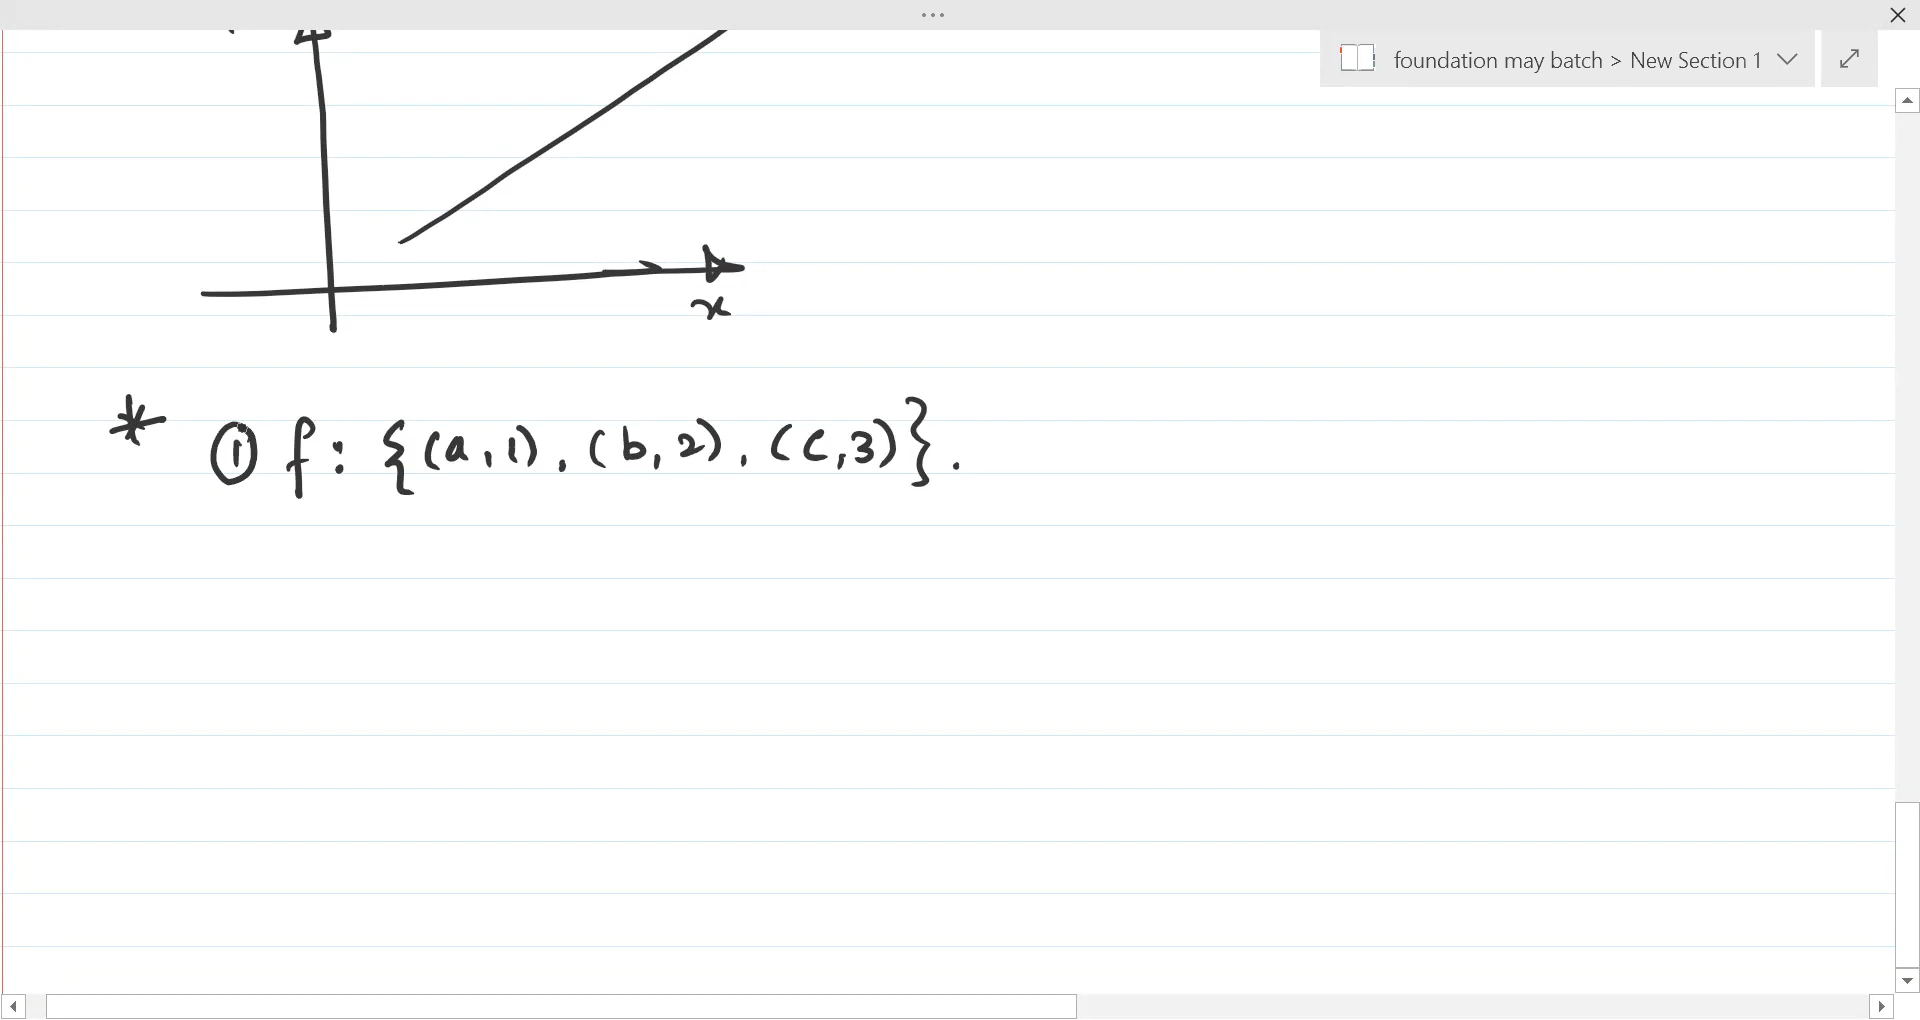 ...
foundation may batch > New Section 1
x
* ① f: {(a,1), (b,2), (c,3)}.